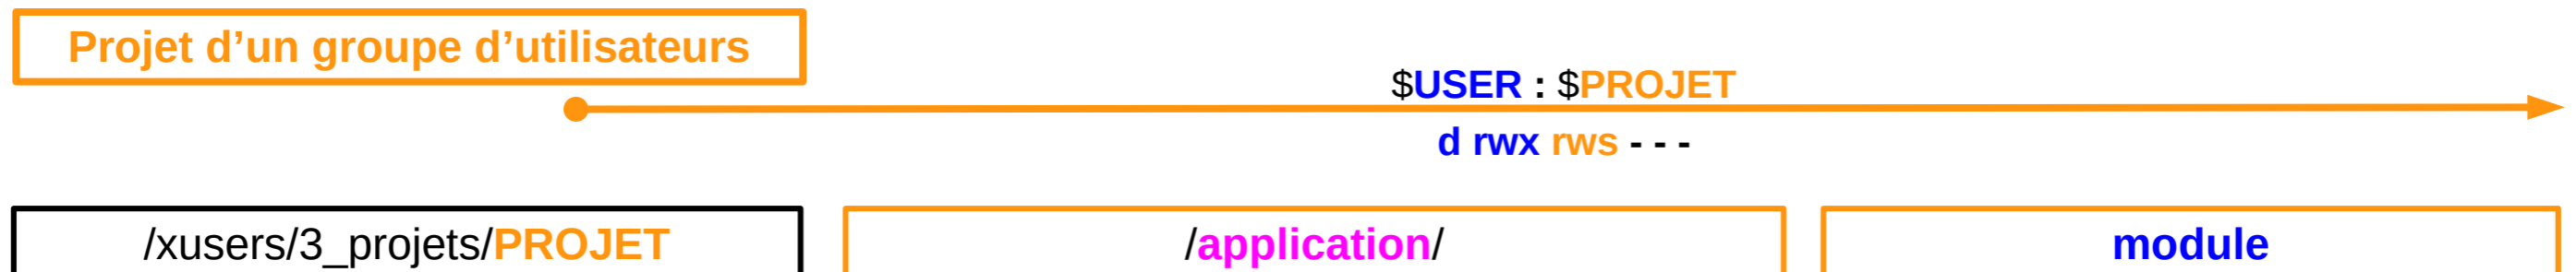 Projet d’un groupe d’utilisateurs
$USER : $PROJET
d rwx rws - - -
/xusers/3_projets/PROJET
/application/
module